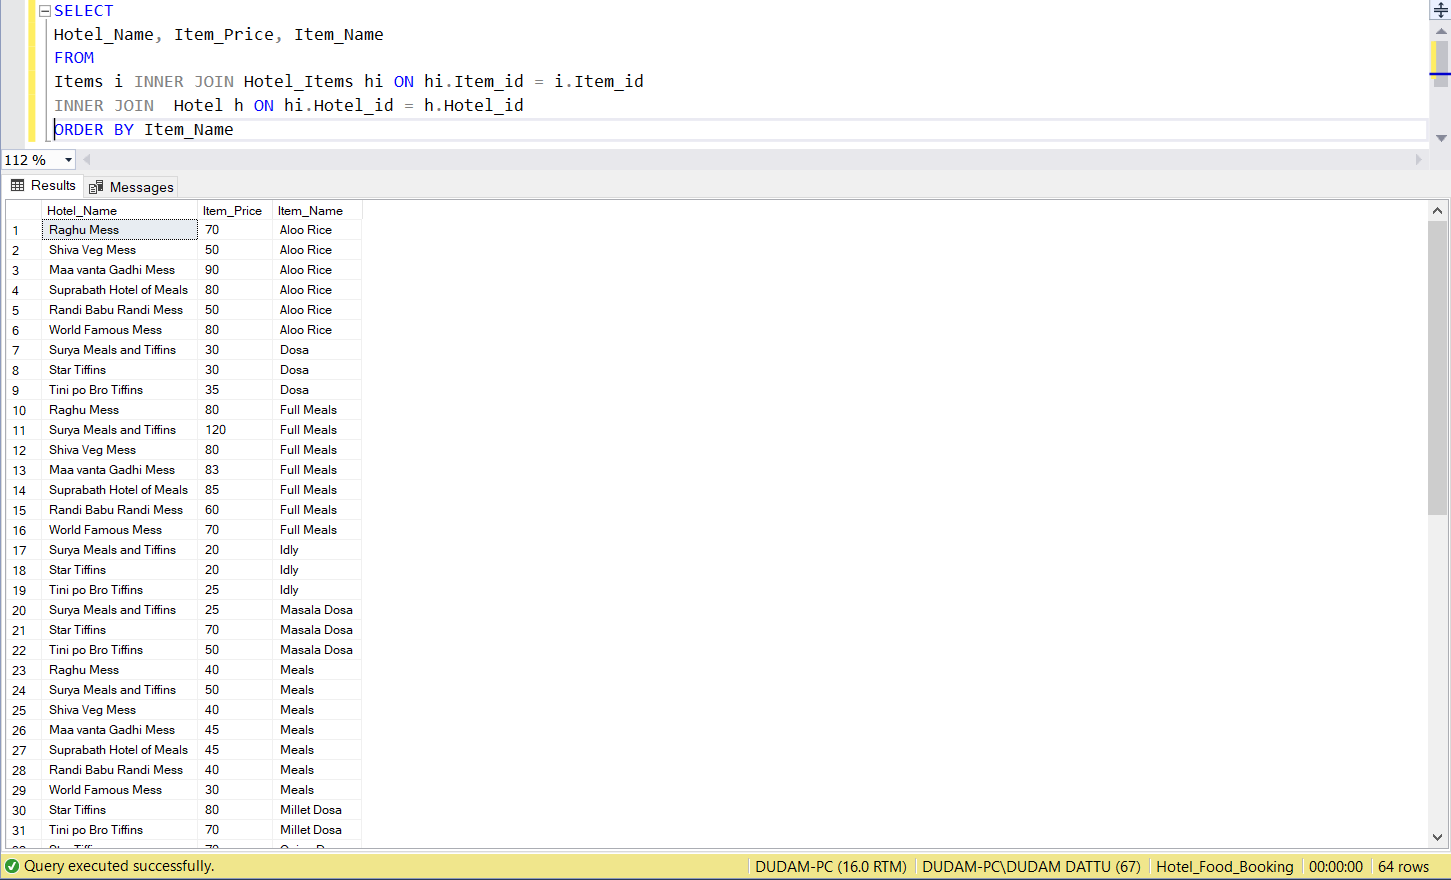 SELECT
Hotel_Name, Item_Price, Item_Name
FROM
Items i INNER JOIN Hotel_Items hi ON hi.Item_id = i.Item_id
INNER JOIN  Hotel h ON hi.Hotel_id = h.Hotel_id
ORDER BY Item_Name
112 %
Results Messages
Hotel_Name Item_Price Item_Name
1 Raghu Mess 70 Aloo Rice
2 Shiva Veg Mess 50 Aloo Rice
3 Maa vanta Gadhi Mess 90 Aloo Rice
4 Suprabath Hotel of Meals 80 Aloo Rice
5 Randi Babu Randi Mess 50 Aloo Rice
6 World Famous Mess 80 Aloo Rice
7 Surya Meals and Tiffins 30 Dosa
8 Star Tiffins 30 Dosa
9 Tini po Bro Tiffins 35 Dosa
10 Raghu Mess 80 Full Meals
11 Surya Meals and Tiffins 120 Full Meals
12 Shiva Veg Mess 80 Full Meals
13 Maa vanta Gadhi Mess 83 Full Meals
14 Suprabath Hotel of Meals 85 Full Meals
15 Randi Babu Randi Mess 60 Full Meals
16 World Famous Mess 70 Full Meals
17 Surya Meals and Tiffins 20 Idly
18 Star Tiffins 20 Idly
19 Tini po Bro Tiffins 25 Idly
20 Surya Meals and Tiffins 25 Masala Dosa
21 Star Tiffins 70 Masala Dosa
22 Tini po Bro Tiffins 50 Masala Dosa
23 Raghu Mess 40 Meals
24 Surya Meals and Tiffins 50 Meals
25 Shiva Veg Mess 40 Meals
26 Maa vanta Gadhi Mess 45 Meals
27 Suprabath Hotel of Meals 45 Meals
28 Randi Babu Randi Mess 40 Meals
29 World Famous Mess 30 Meals
30 Star Tiffins 80 Millet Dosa
31 Tini po Bro Tiffins 70 Millet Dosa
Query executed successfully. DUDAM-PC (16.0 RTM) DUDAM-PC\DUDAM DATTU (67) Hotel_Food_Booking 00:00:00 64 rows